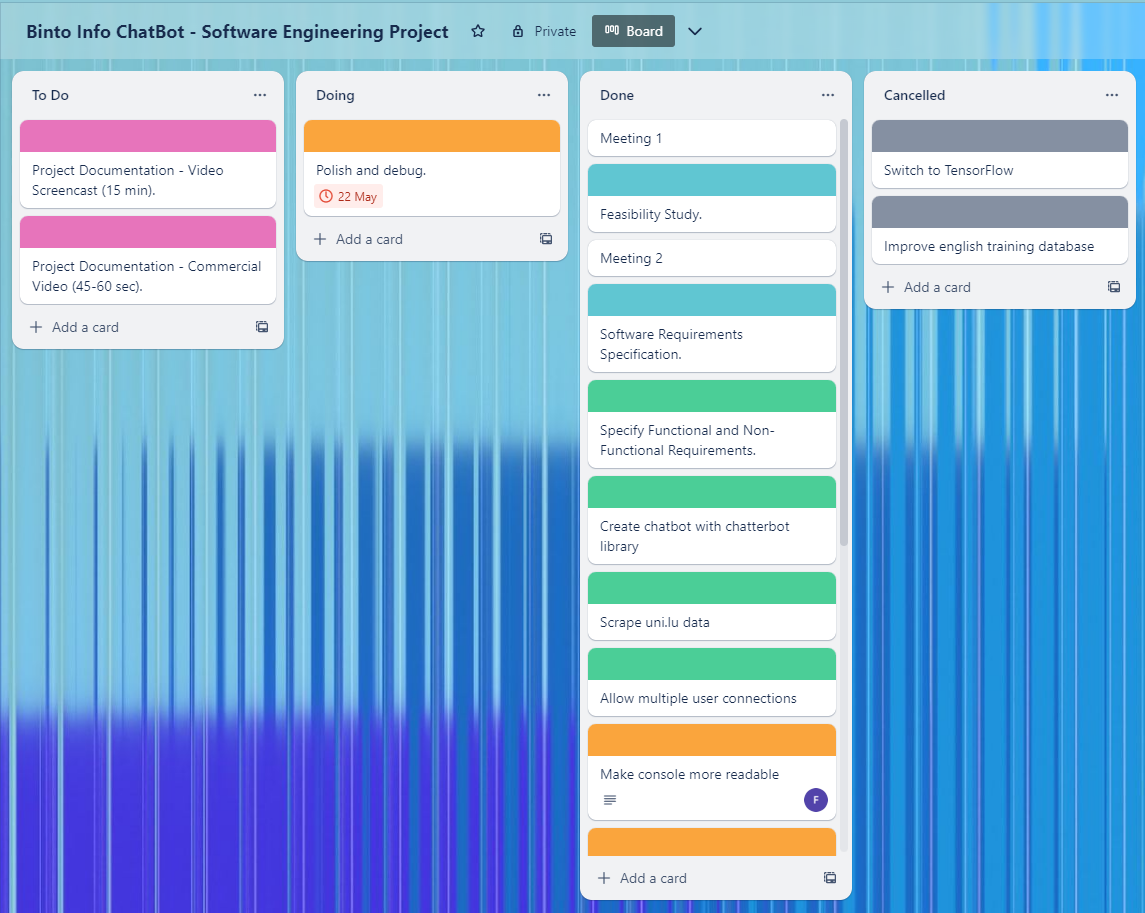 Binto Info ChatBot - Software Engineering Project
Private
Board
To Do
Project Documentation - Video
Screencast (15 min).
Project Documentation - Commercial
Video (45-60 sec).
Add a card
Doing
Polish and debug.
22 May
Add a card
Done
Meeting 1
Feasibility Study.
Meeting 2
Software Requirements
Specification.
Specify Functional and Non-
Functional Requirements.
Create chatbot with chatterbot
library
Scrape uni.lu data
Allow multiple user connections
Make console more readable
F
Add a card
Cancelled
Switch to TensorFlow
Improve english training database
Add a card